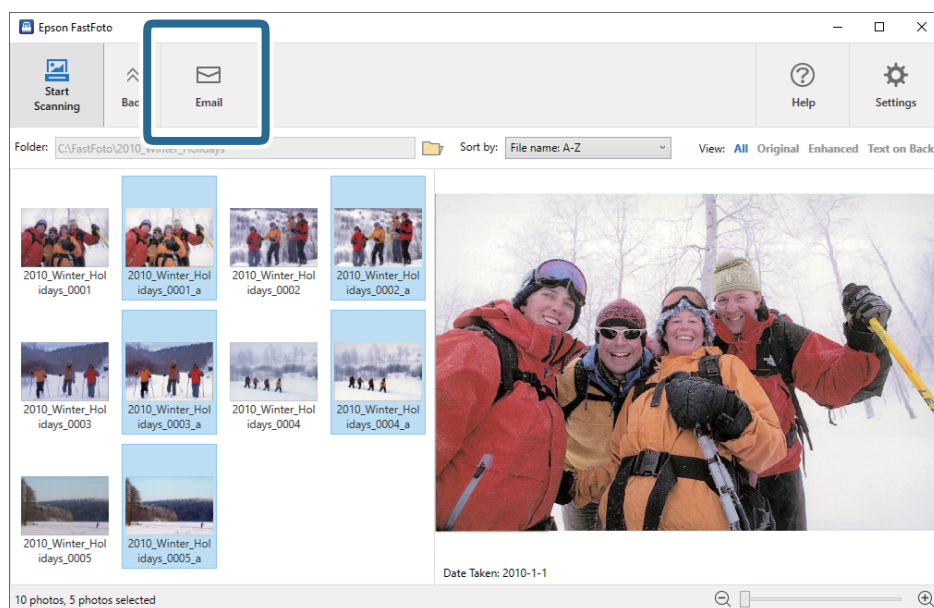 Epson FastFoto
Start
Scanning
Bac
Email
Help
Settings
Folder:
C:\FastFoto\2010_Winter_Holidays
Sort by:
File name: A-Z
View: All Original Enhanced Text on Back
2010_Winter_Hol
idays_0001
2010_Winter_Hol
idays_0001_a
2010_Winter_Hol
idays_0002
2010_Winter_Hol
idays_0002_a
2010_Winter_Hol
idays_0003
2010_Winter_Hol
idays_0003_a
2010_Winter_Hol
idays_0004
2010_Winter_Hol
idays_0004_a
2010_Winter_Hol
idays_0005
2010_Winter_Hol
idays_0005_a
Date Taken: 2010-1-1
10 photos, 5 photos selected